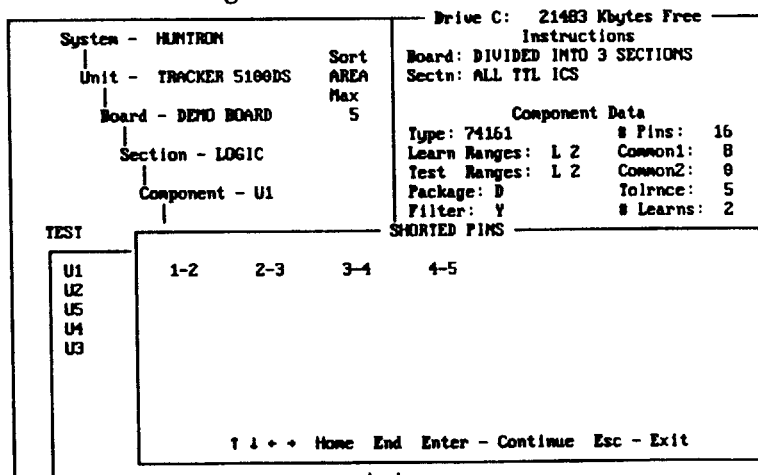 Drive C: 21483 Kbytes Free
System - HUNTRON
Instructions
Sort
Board: DIVIDED INTO 3 SECTIONS
Unit - TRACKER 5100DS
AREA
Sectn: ALL TTL ICS
Max
Board - DEMO BOARD
5
Component Data
Type: 74161 # Pins: 16
Section - LOGIC
Learn Ranges: L 2 Common1: 8
Test Ranges: L 2 Common2: 0
Component - U1
Package: D Tolrnce: 5
Filter: Y # Learns: 2
TEST
SHORTED PINS
U1 1-2 2-3 3-4 4-5
U2
U5
U4
U3
↑ ↓ ← → Home End Enter - Continue Esc - Exit